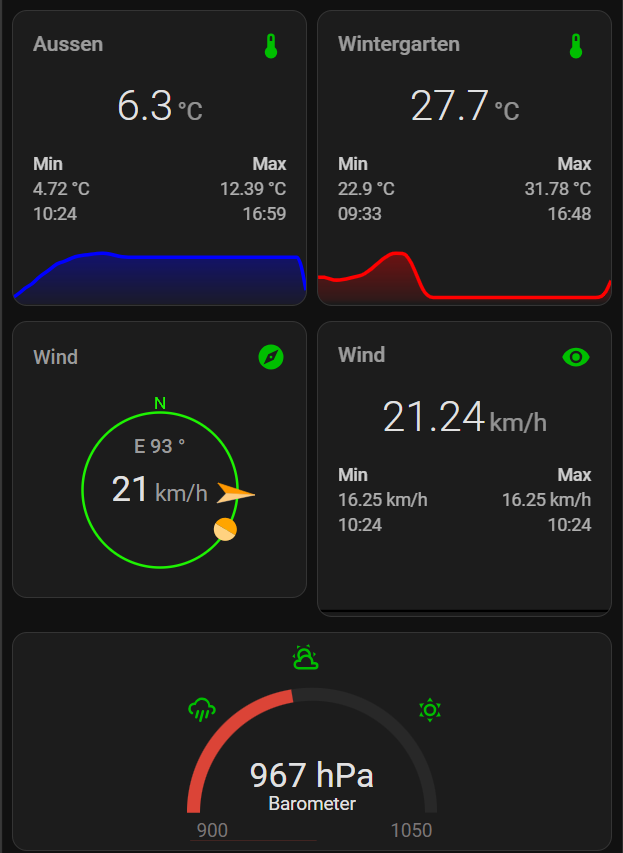 Aussen
6.3 °C
Min Max
4.72 °C 12.39 °C
10:24 16:59
Wintergarten
27.7 °C
Min Max
22.9 °C 31.78 °C
09:33 16:48
Wind
N
E 93 °
21 km/h
Wind
21.24 km/h
Min Max
16.25 km/h 16.25 km/h
10:24 10:24
967 hPa
Barometer
900 1050